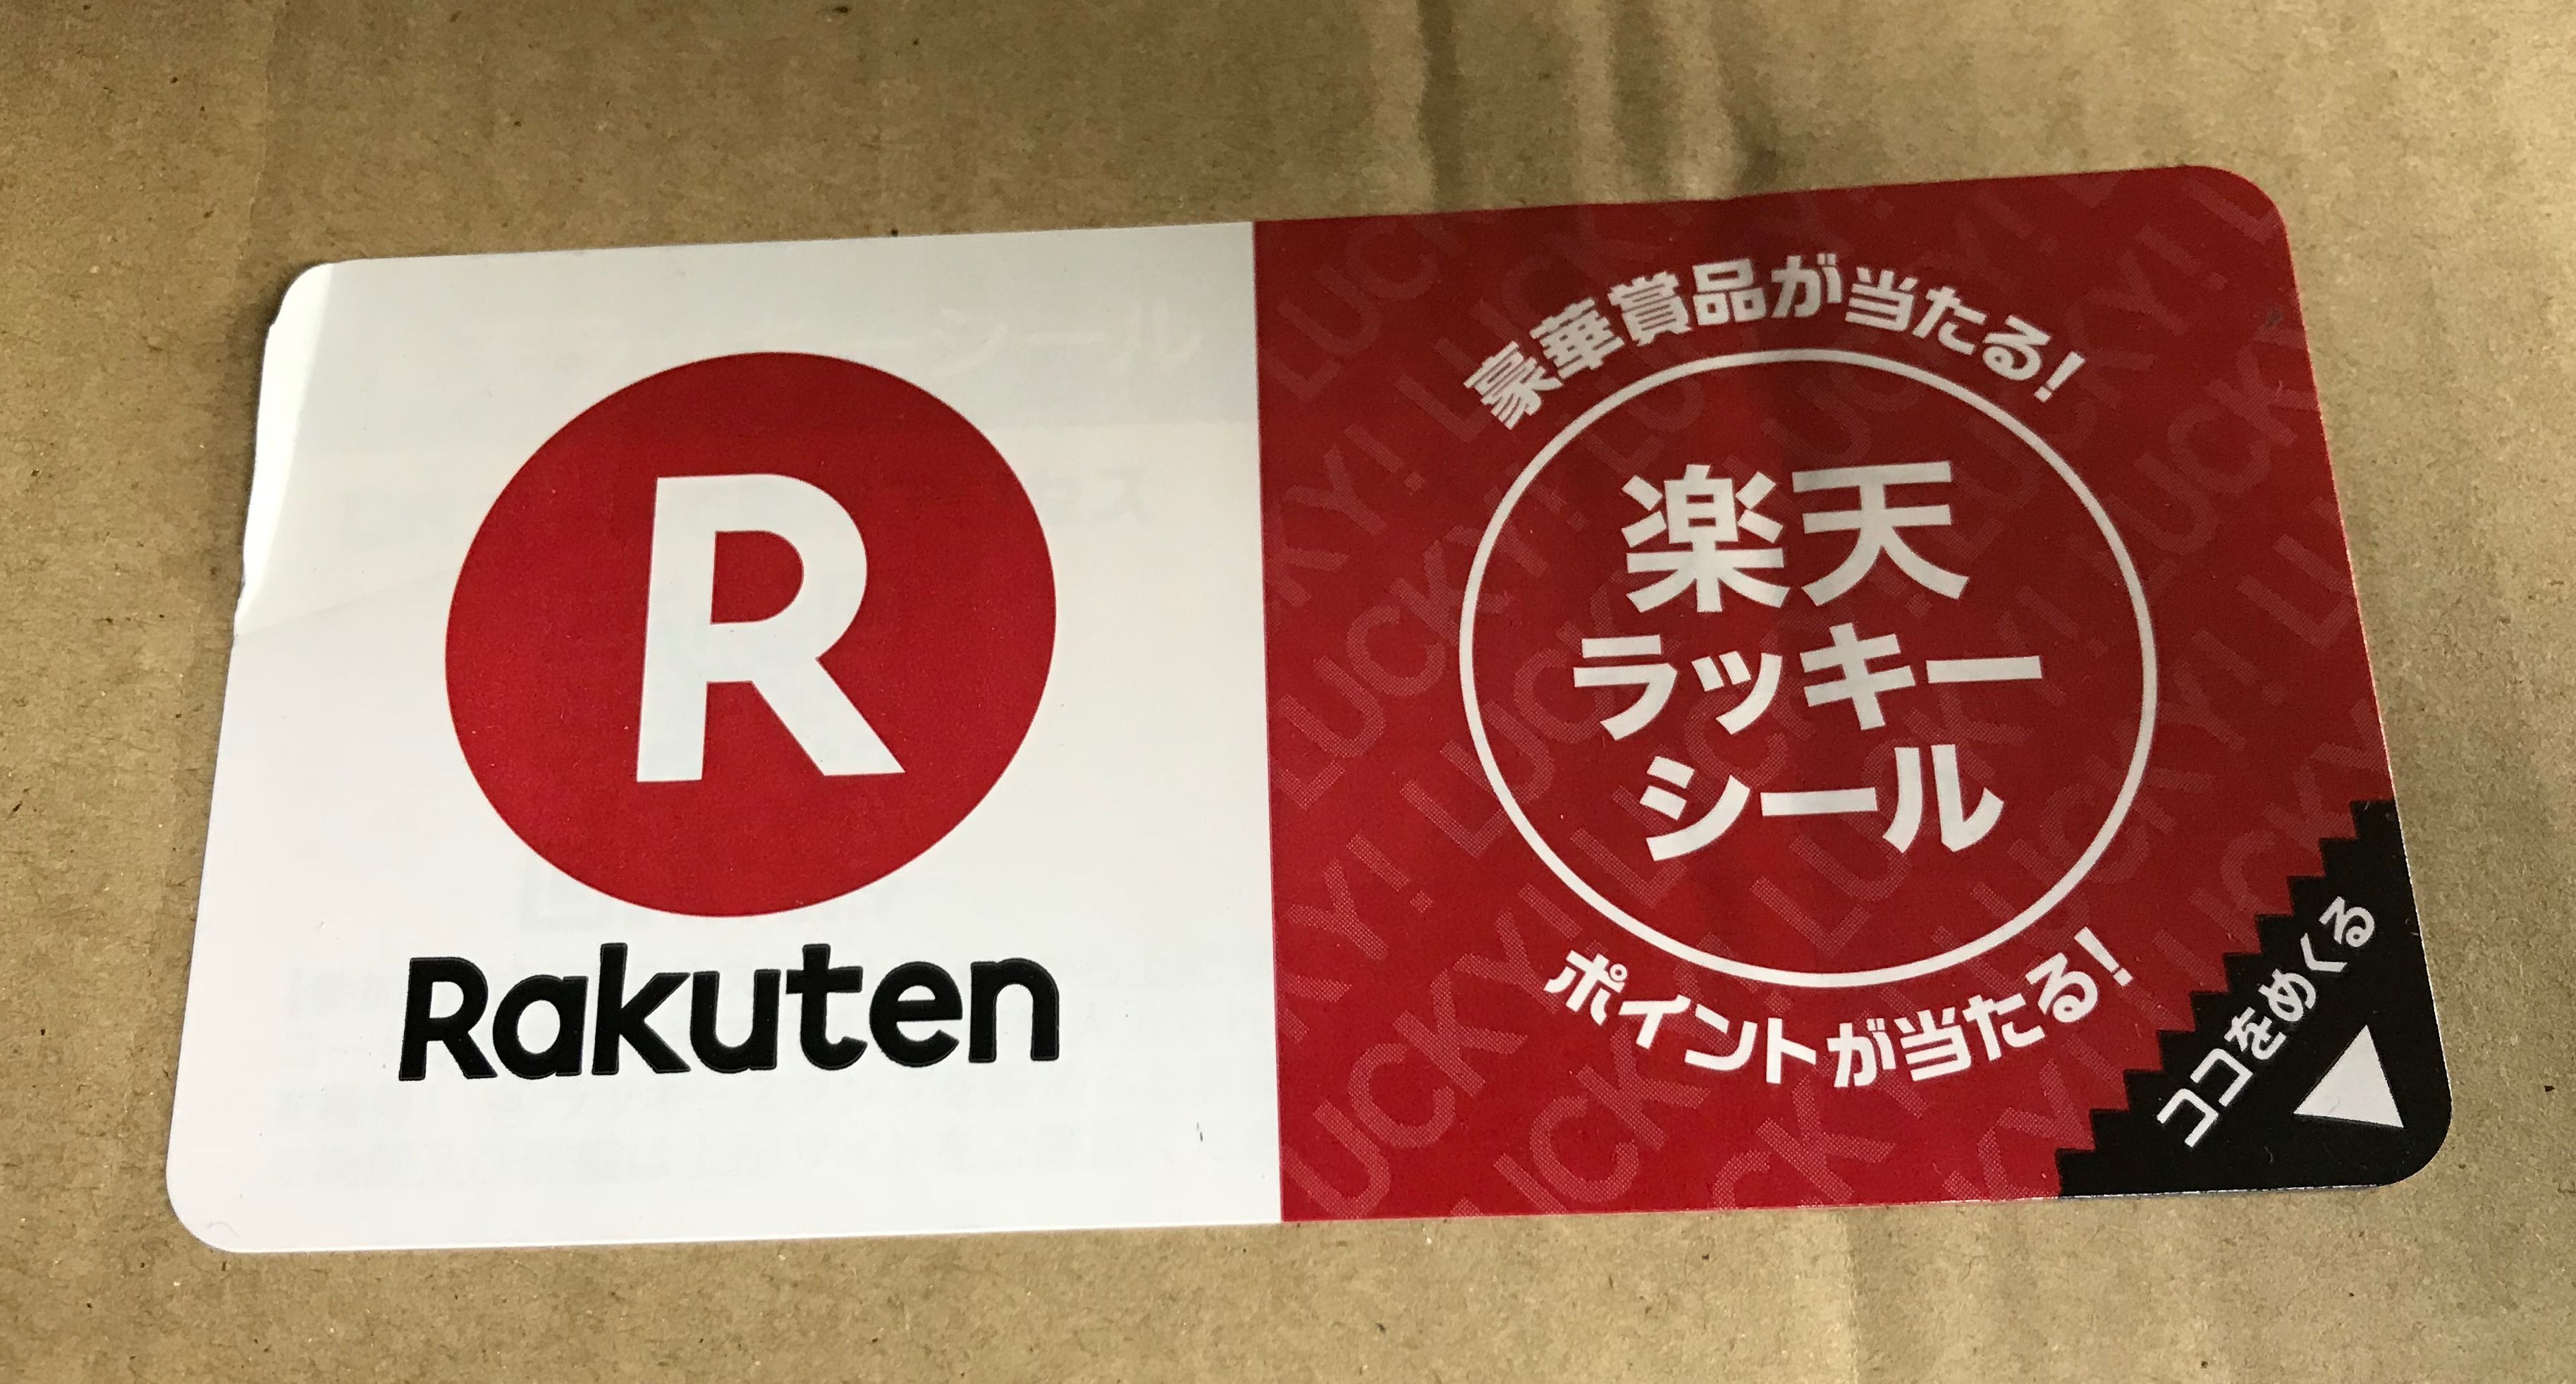 R
Rakuten
豪華賞品が当たる!
楽天
ラッキー
シール
ポイントが当たる!
ココをめくる